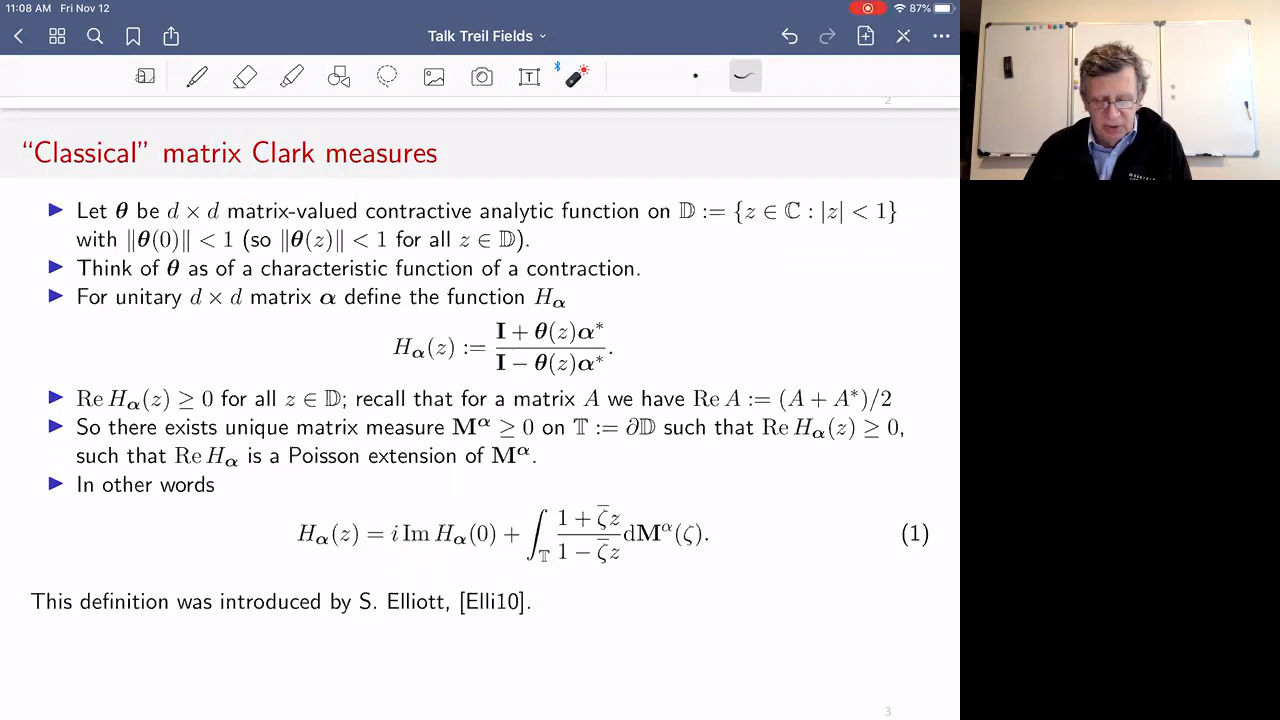 11:08 AM Fri Nov 12
87%
Talk Treil Fields
2
“Classical” matrix Clark measures
Let θ be d × d matrix-valued contractive analytic function on 𝔻 := {z ∈ ℂ : |z| < 1}
with ‖θ(0)‖ < 1 (so ‖θ(z)‖ < 1 for all z ∈ 𝔻).
Think of θ as of a characteristic function of a contraction.
For unitary d × d matrix α define the function H_α
H_α(z) := (I + θ(z)α*) / (I − θ(z)α*).
Re H_α(z) ≥ 0 for all z ∈ 𝔻; recall that for a matrix A we have Re A := (A + A*)/2
So there exists unique matrix measure M^α ≥ 0 on 𝕋 := ∂𝔻 such that Re H_α(z) ≥ 0,
such that Re H_α is a Poisson extension of M^α.
In other words
H_α(z) = i Im H_α(0) + ∫_𝕋 (1 + ζ̅z) / (1 − ζ̅z) dM^α(ζ). (1)
This definition was introduced by S. Elliott, [Elli10].
3